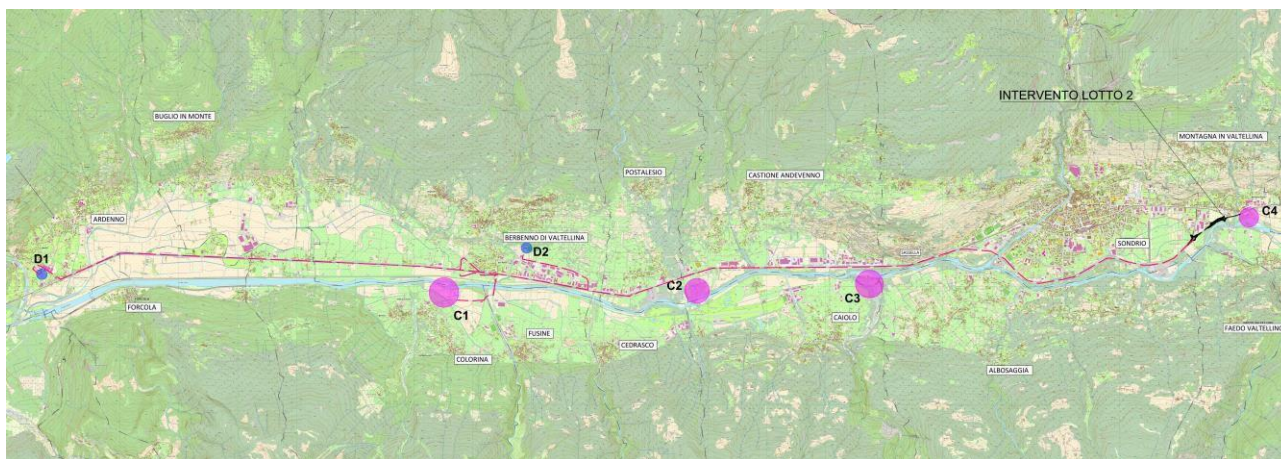 INTERVENTO LOTTO 2
BUGLIO IN MONTE
MONTAGNA IN VALTELLINA
POSTALESIO
CASTIONE ANDEVENNO
ARDENNO
C4
BERBENNO DI VALTELLINA
SONDRIO
D1
D2
C2
C3
C1
FORCOLA
CAIOLO
FAEDO VALTELLINO
FUSINE
CEDRASCO
COLORINA
ALBOSAGGIA